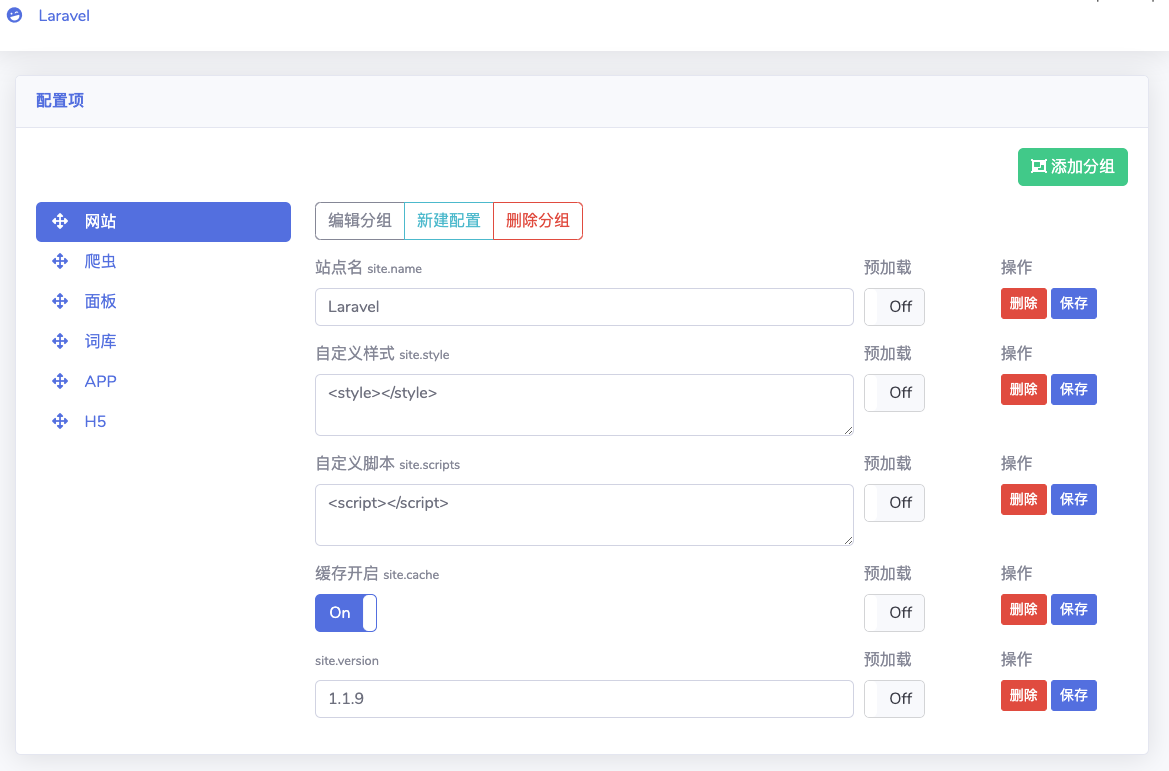 Laravel
配置项
添加分组
网站
爬虫
面板
词库
APP
H5
编辑分组 新建配置 删除分组
站点名 site.name 预加载 操作
Laravel Off 删除 保存
自定义样式 site.style 预加载 操作
<style></style> Off 删除 保存
自定义脚本 site.scripts 预加载 操作
<script></script> Off 删除 保存
缓存开启 site.cache 预加载 操作
On Off 删除 保存
site.version 预加载 操作
1.1.9 Off 删除 保存